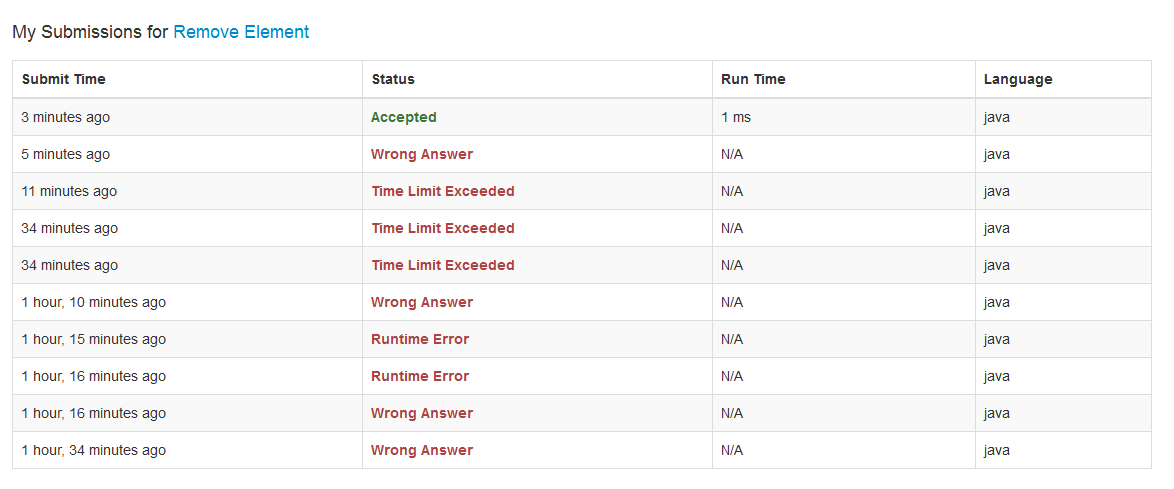 My Submissions for Remove Element
Submit Time Status Run Time Language
3 minutes ago Accepted 1 ms java
5 minutes ago Wrong Answer N/A java
11 minutes ago Time Limit Exceeded N/A java
34 minutes ago Time Limit Exceeded N/A java
34 minutes ago Time Limit Exceeded N/A java
1 hour, 10 minutes ago Wrong Answer N/A java
1 hour, 15 minutes ago Runtime Error N/A java
1 hour, 16 minutes ago Runtime Error N/A java
1 hour, 16 minutes ago Wrong Answer N/A java
1 hour, 34 minutes ago Wrong Answer N/A java